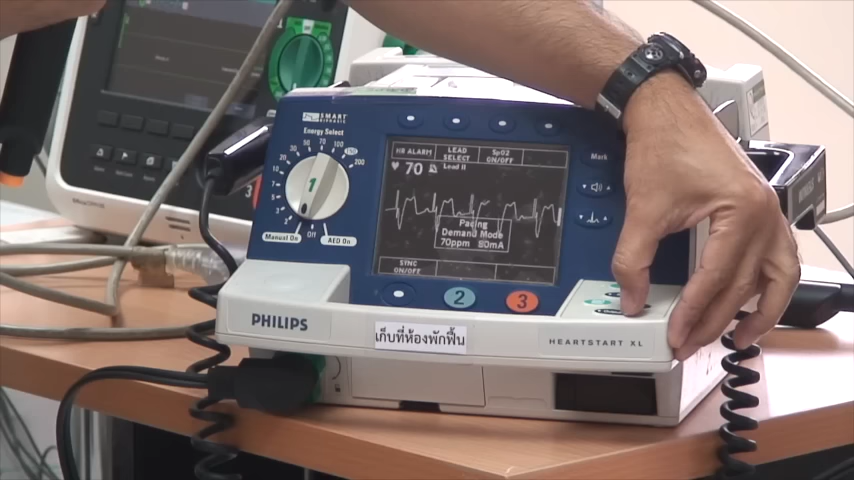 SMART
BIPHASIC
Energy Select
1 2 3 5 7 10 20 30 50 70 100 150 200
Manual On
Off
AED On
HR ALARM
LEAD SELECT
SpO2 ON/OFF
70
Lead II
Pacing
Demand Mode
70ppm 50mA
SYNC
ON/OFF
Mark
1
2
3
PHILIPS
เก็บที่ห้องพักฟื้น
HEARTSTART XL